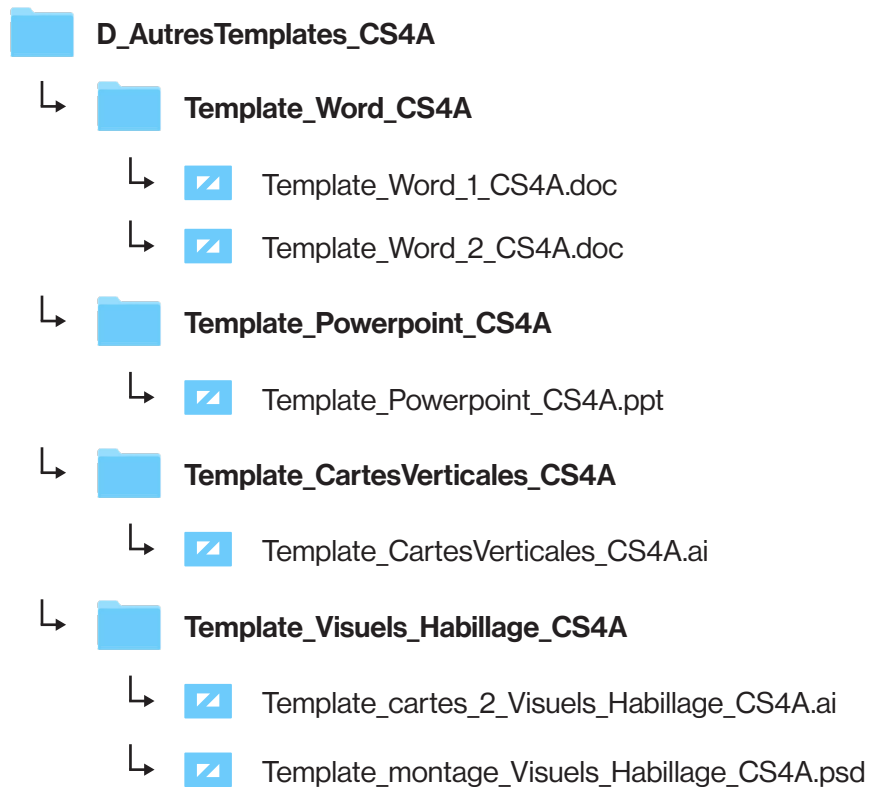 D_AutresTemplates_CS4A
Template_Word_CS4A
Template_Word_1_CS4A.doc
Template_Word_2_CS4A.doc
Template_Powerpoint_CS4A
Template_Powerpoint_CS4A.ppt
Template_CartesVerticales_CS4A
Template_CartesVerticales_CS4A.ai
Template_Visuels_Habillage_CS4A
Template_cartes_2_Visuels_Habillage_CS4A.ai
Template_montage_Visuels_Habillage_CS4A.psd